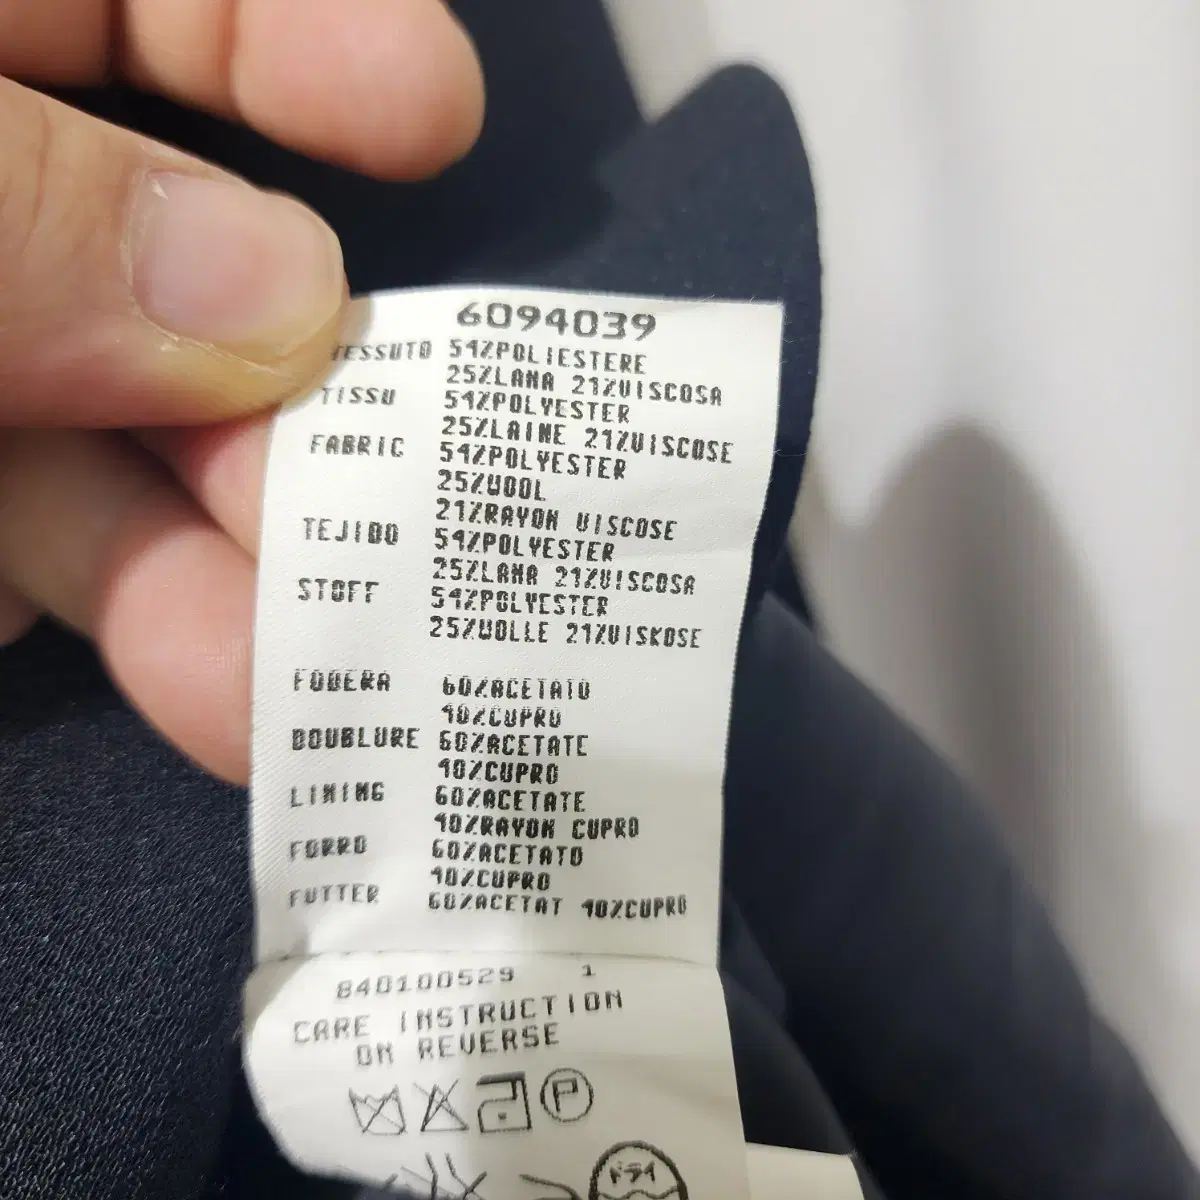 6094039
TESSUTO 54%POLIESTERE
25%LANA 21%VISCOSA
TISSU 54%POLYESTER
25%LAINE 21%VISCOSE
FABRIC 54%POLYESTER
25%WOOL
21%RAYON VISCOSE
TEJIDO 54%POLYESTER
25%LANA 21%VISCOSA
STOFF 54%POLYESTER
25%WOLLE 21%VISKOSE
FODERA 60%ACETATO
40%CUPRO
DOUBLURE 60%ACETATE
40%CUPRO
LINING 60%ACETATE
40%RAYON CUPRO
FORRO 60%ACETATO
40%CUPRO
FUTTER 60%ACETAT 40%CUPRO
840100529 1
CARE INSTRUCTION
ON REVERSE
P
ドライ